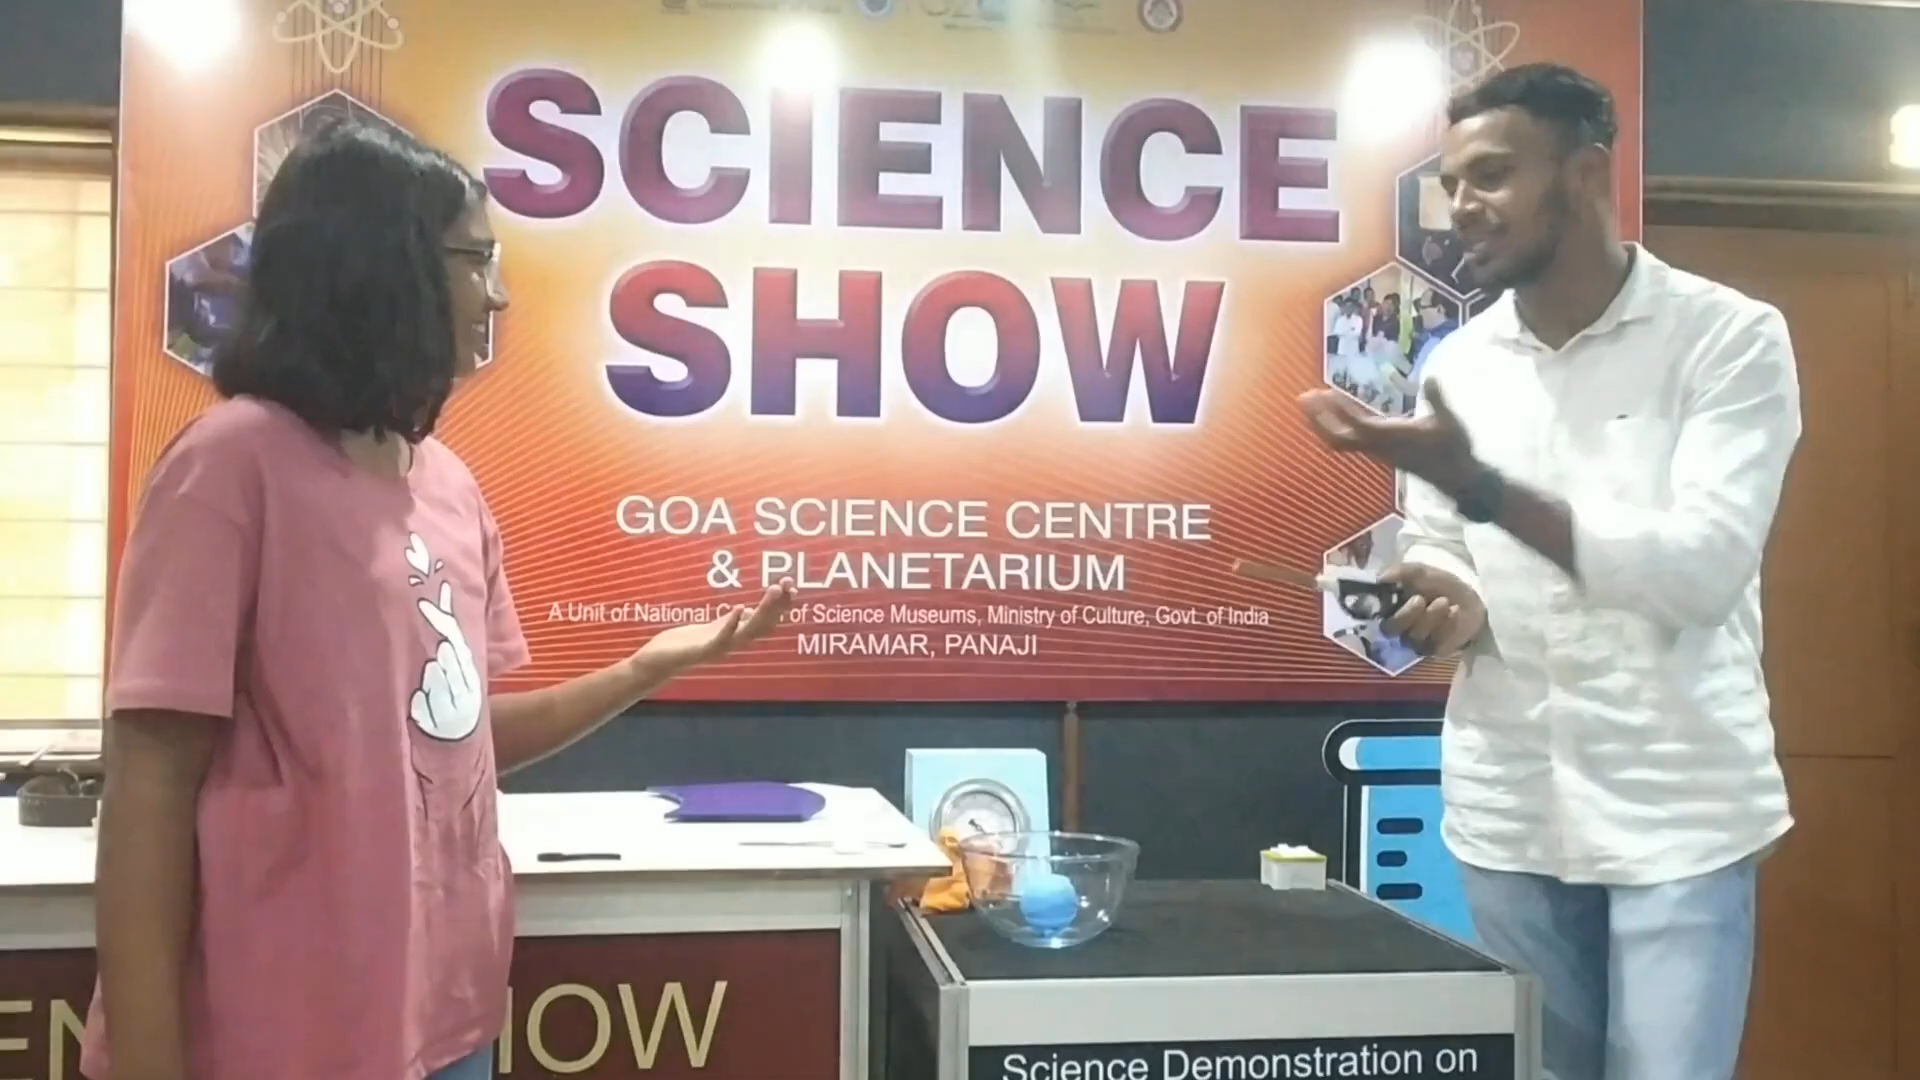 SCIENCE
SHOW
GOA SCIENCE CENTRE
& PLANETARIUM
A Unit of National of Science Museums, Ministry of Culture, Govt. of India
MIRAMAR, PANAJI
OW
Science Demonstration on